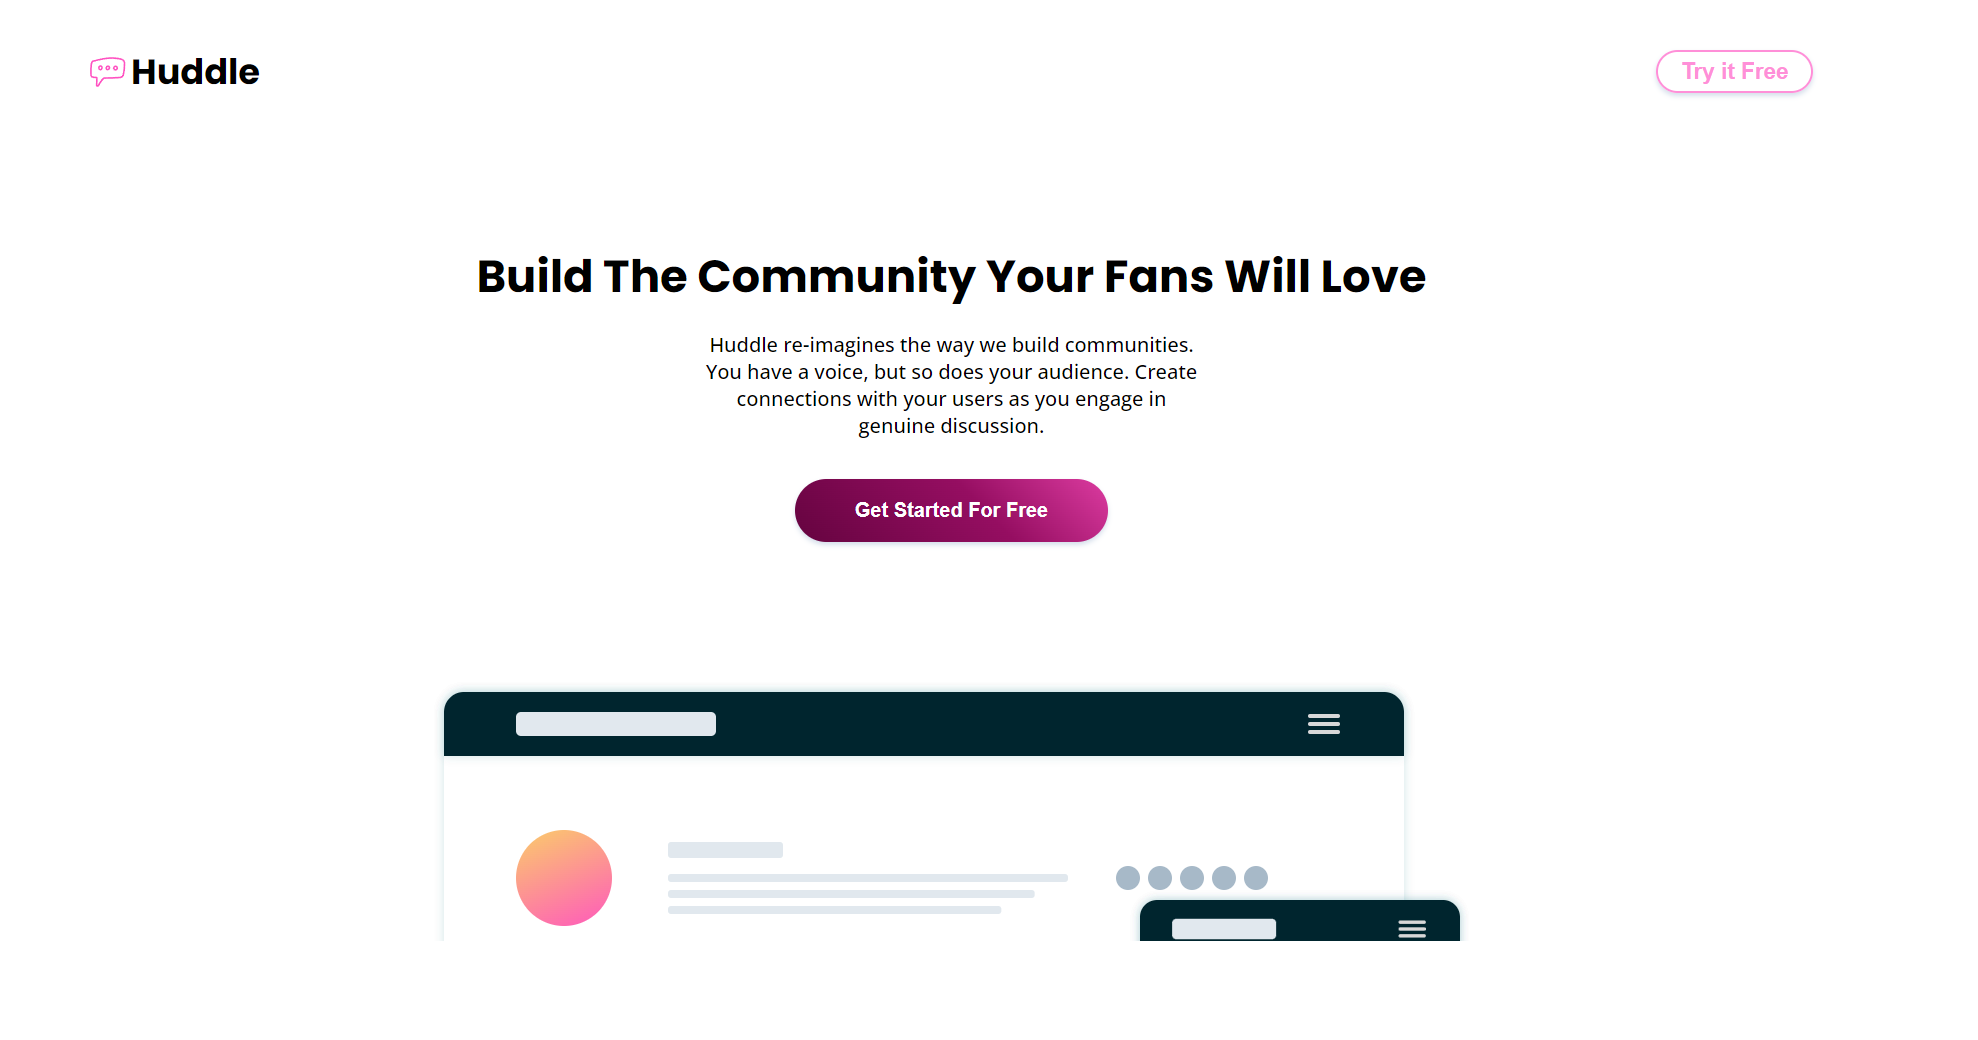 Huddle
Try it Free
Build The Community Your Fans Will Love
Huddle re-imagines the way we build communities.
You have a voice, but so does your audience. Create
connections with your users as you engage in
genuine discussion.
Get Started For Free